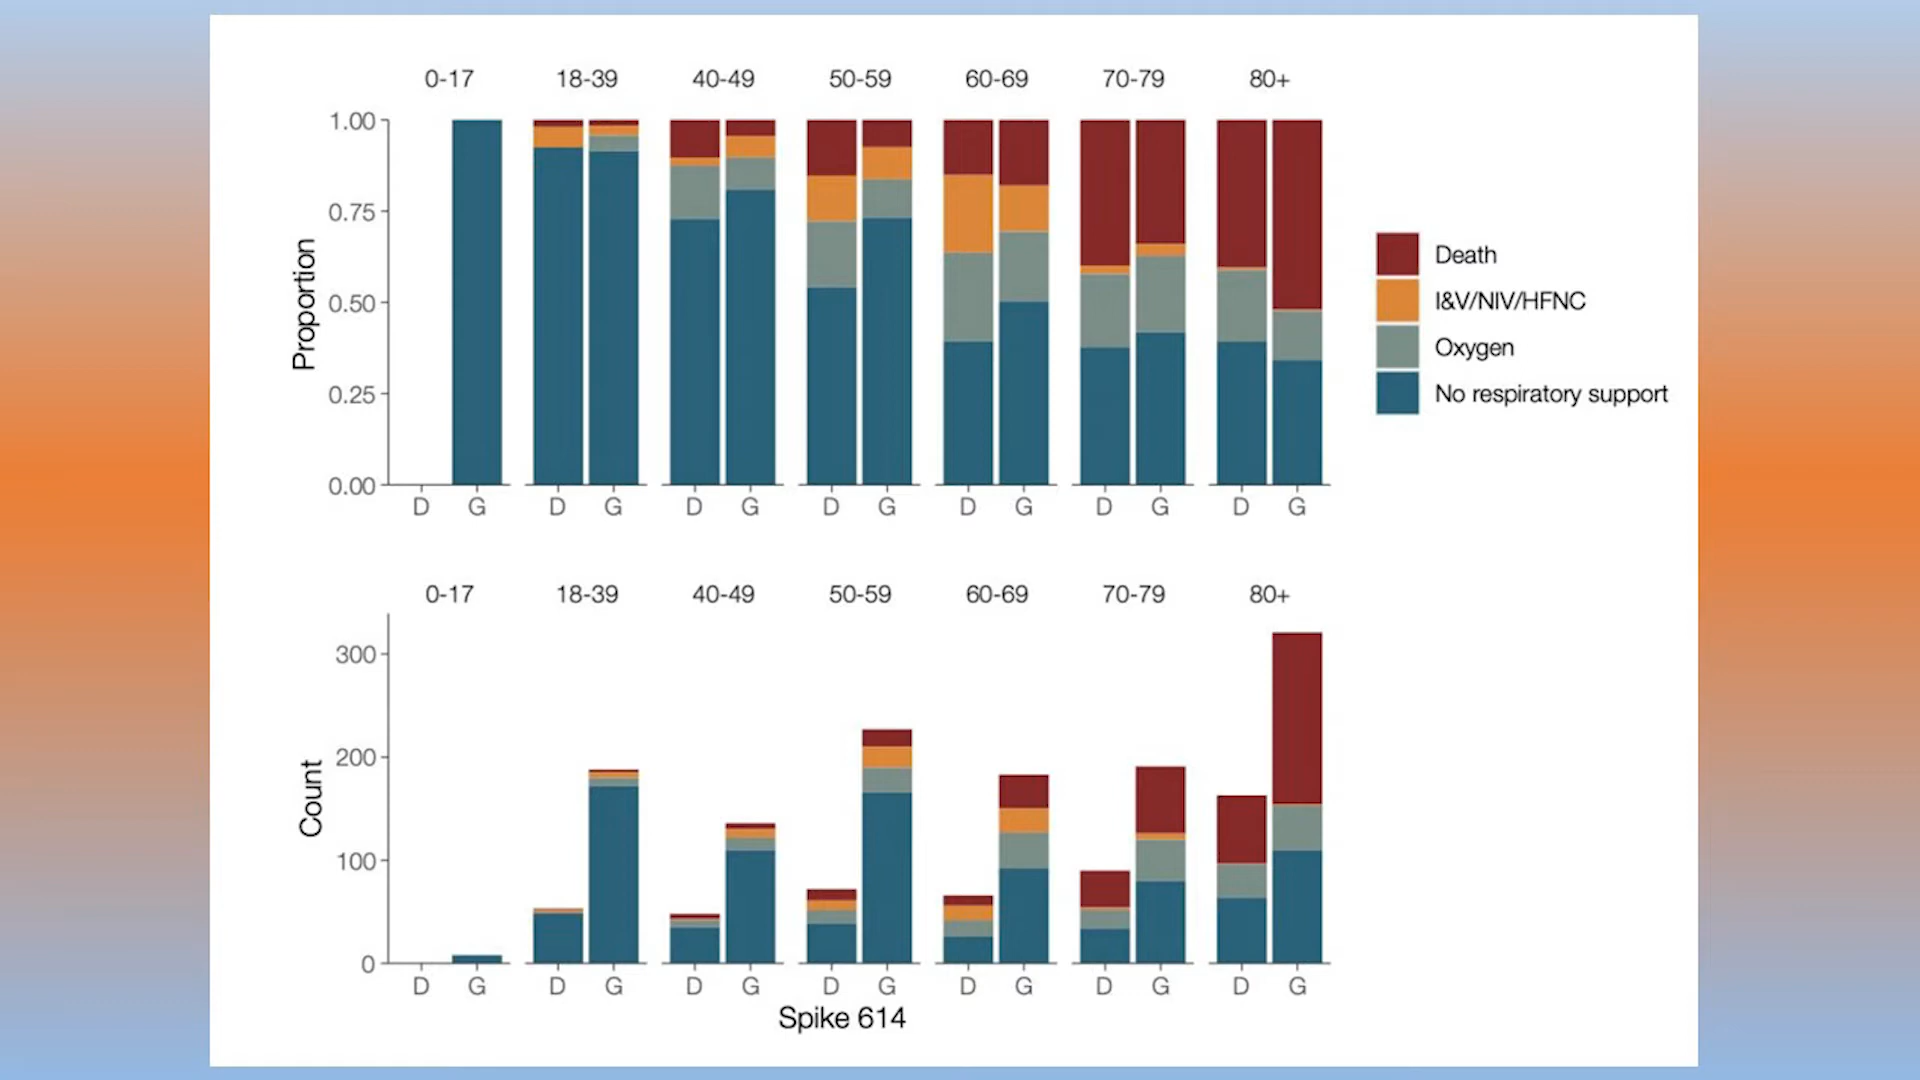 0-17 18-39 40-49 50-59 60-69 70-79 80+
1.00
0.75
0.50
0.25
0.00
Proportion
D G D G D G D G D G D G D G
Death
I&V/NIV/HFNC
Oxygen
No respiratory support
0-17 18-39 40-49 50-59 60-69 70-79 80+
300
200
100
0
Count
D G D G D G D G D G D G D G
Spike 614